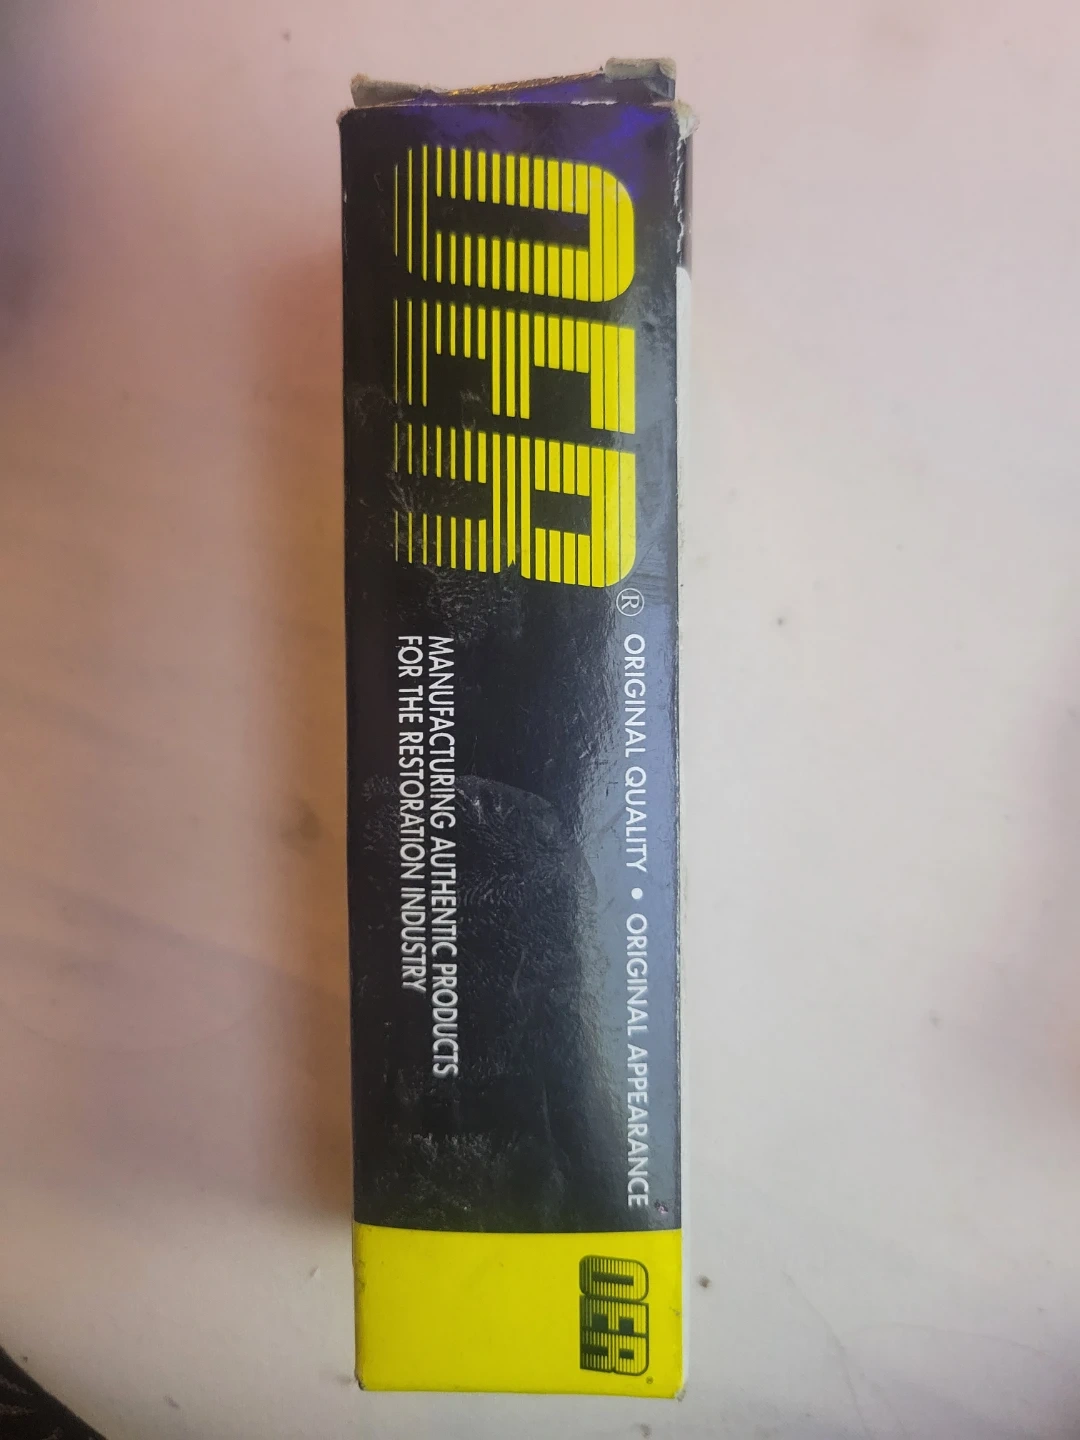 OER®
ORIGINAL QUALITY • ORIGINAL APPEARANCE
MANUFACTURING AUTHENTIC PRODUCTS
FOR THE RESTORATION INDUSTRY
OER®